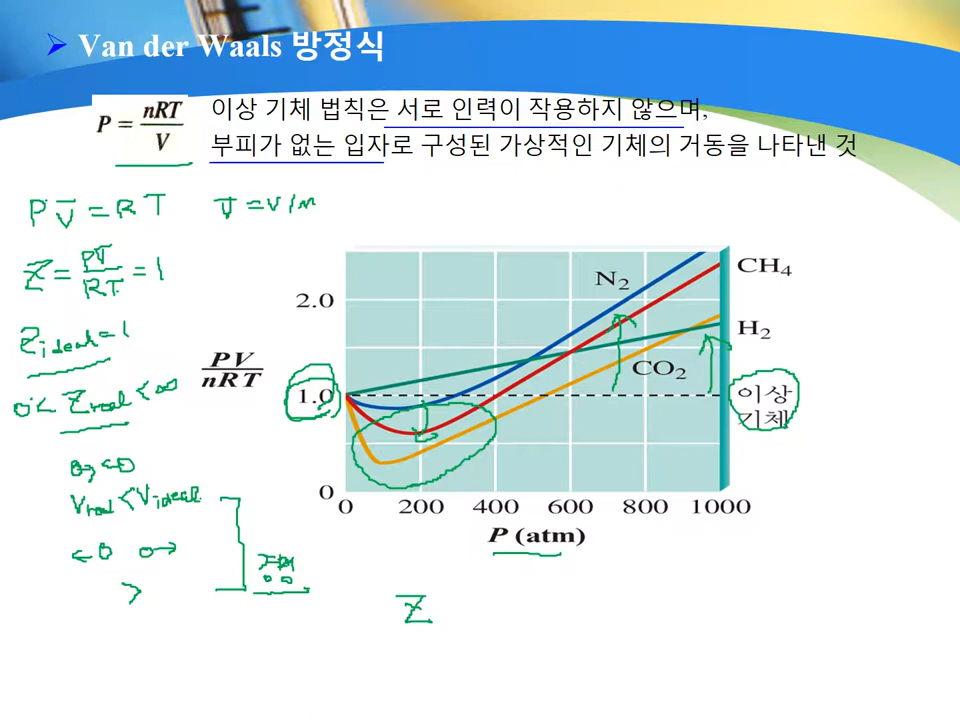 Van der Waals 방정식
P = nRT / V
이상 기체 법칙은 서로 인력이 작용하지 않으며,
부피가 없는 입자로 구성된 가상적인 기체의 거동을 나타낸 것
PV̅ = RT V̅ = V/n
Z = PV̅ / RT = 1
Z ideal = 1
0 < Z real < ∞
V real < V ideal
>
PV / nRT
2.0
1.0
0
N₂
CH₄
H₂
CO₂
이상
기체
0 200 400 600 800 1000
P (atm)
Z